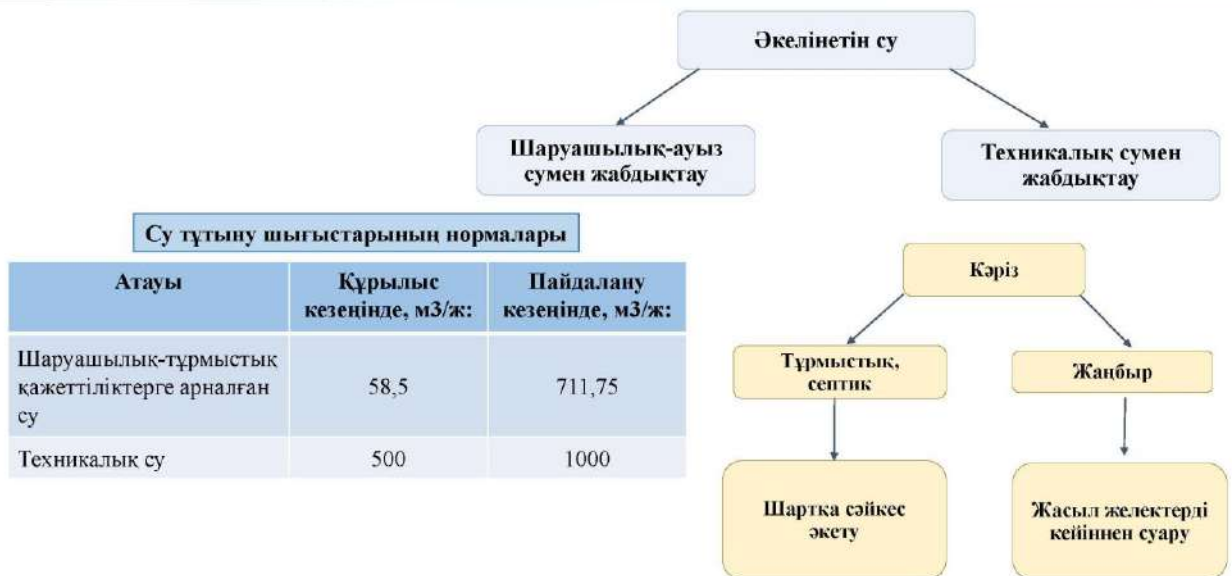 Әкелінетін су
Шаруашылық-ауыз
сумен жабдықтау
Техникалық сумен
жабдықтау
Су тұтыну шығыстарының нормалары
Атауы
Құрылыс
кезеңінде, м3/ж:
Пайдалану
кезеңінде, м3/ж:
Шаруашылық-тұрмыстық
қажеттіліктерге арналған
су
58,5
711,75
Техникалық су
500
1000
Кәріз
Тұрмыстық,
септик
Жаңбыр
Шартқа сәйкес
әкету
Жасыл желектерді
кейіннен суару